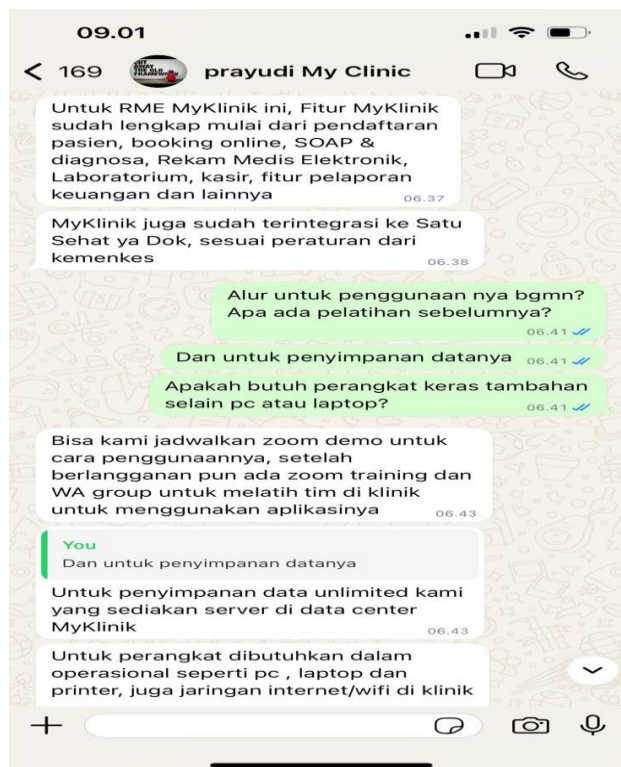 09.01
169
prayudi My Clinic
Untuk RME MyKlinik ini, Fitur MyKlinik
sudah lengkap mulai dari pendaftaran
pasien, booking online, SOAP &
diagnosa, Rekam Medis Elektronik,
Laboratorium, kasir, fitur pelaporan
keuangan dan lainnya
06.37
MyKlinik juga sudah terintegrasi ke Satu
Sehat ya Dok, sesuai peraturan dari
kemenkes
06.38
Alur untuk penggunaan nya bgmn?
Apa ada pelatihan sebelumnya?
06.41
Dan untuk penyimpanan datanya 06.41
Apakah butuh perangkat keras tambahan
selain pc atau laptop?
06.41
Bisa kami jadwalkan zoom demo untuk
cara penggunaannya, setelah
berlangganan pun ada zoom training dan
WA group untuk melatih tim di klinik
untuk menggunakan aplikasinya
06.43
You
Dan untuk penyimpanan datanya
Untuk penyimpanan data unlimited kami
yang sediakan server di data center
MyKlinik
06.43
Untuk perangkat dibutuhkan dalam
operasional seperti pc , laptop dan
printer, juga jaringan internet/wifi di klinik